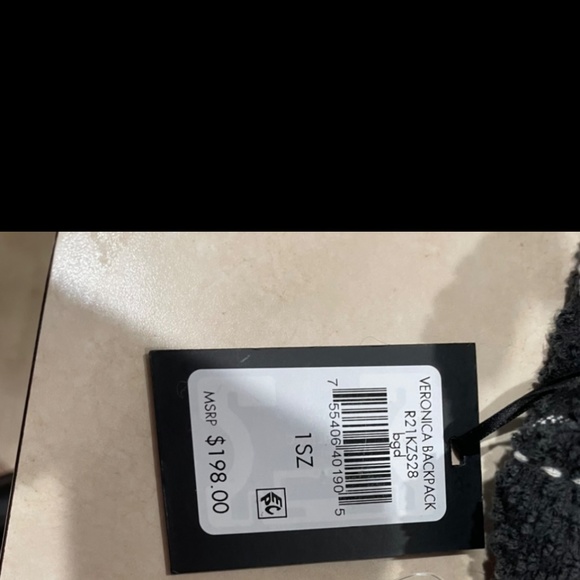 VERONICA BACKPACK
R21KZS28
bgd
7 55406 40190 5
1SZ
MSRP $198.00